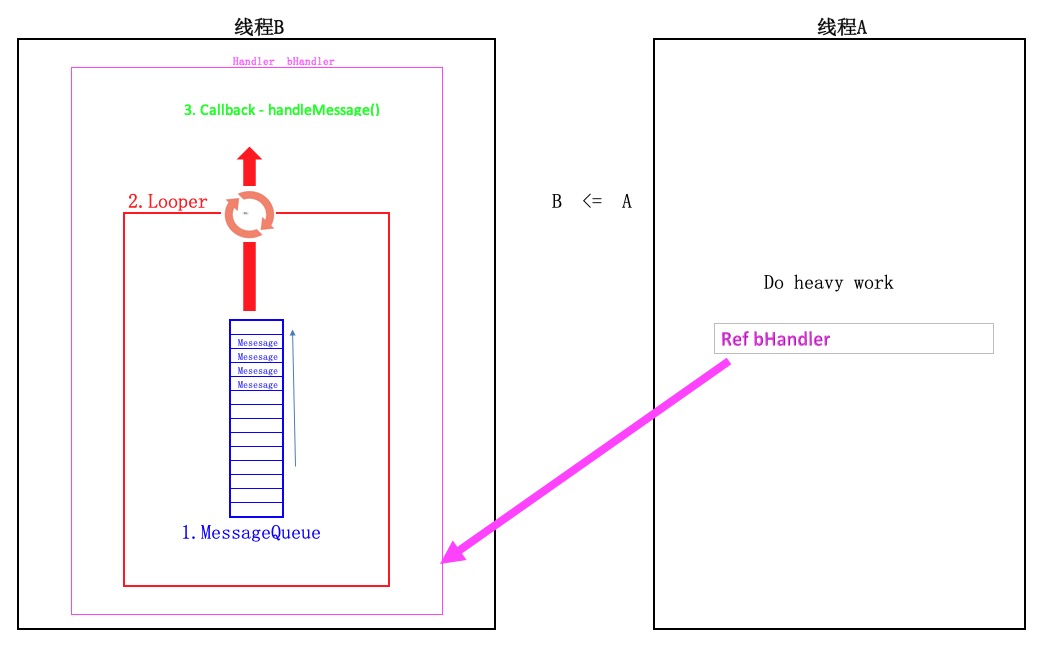 线程B
线程A
Handler bHandler
3. Callback - handleMessage()
2.Looper
B <= A
Do heavy work
Ref bHandler
Mesesage
Mesesage
Mesesage
Mesesage
1.MessageQueue